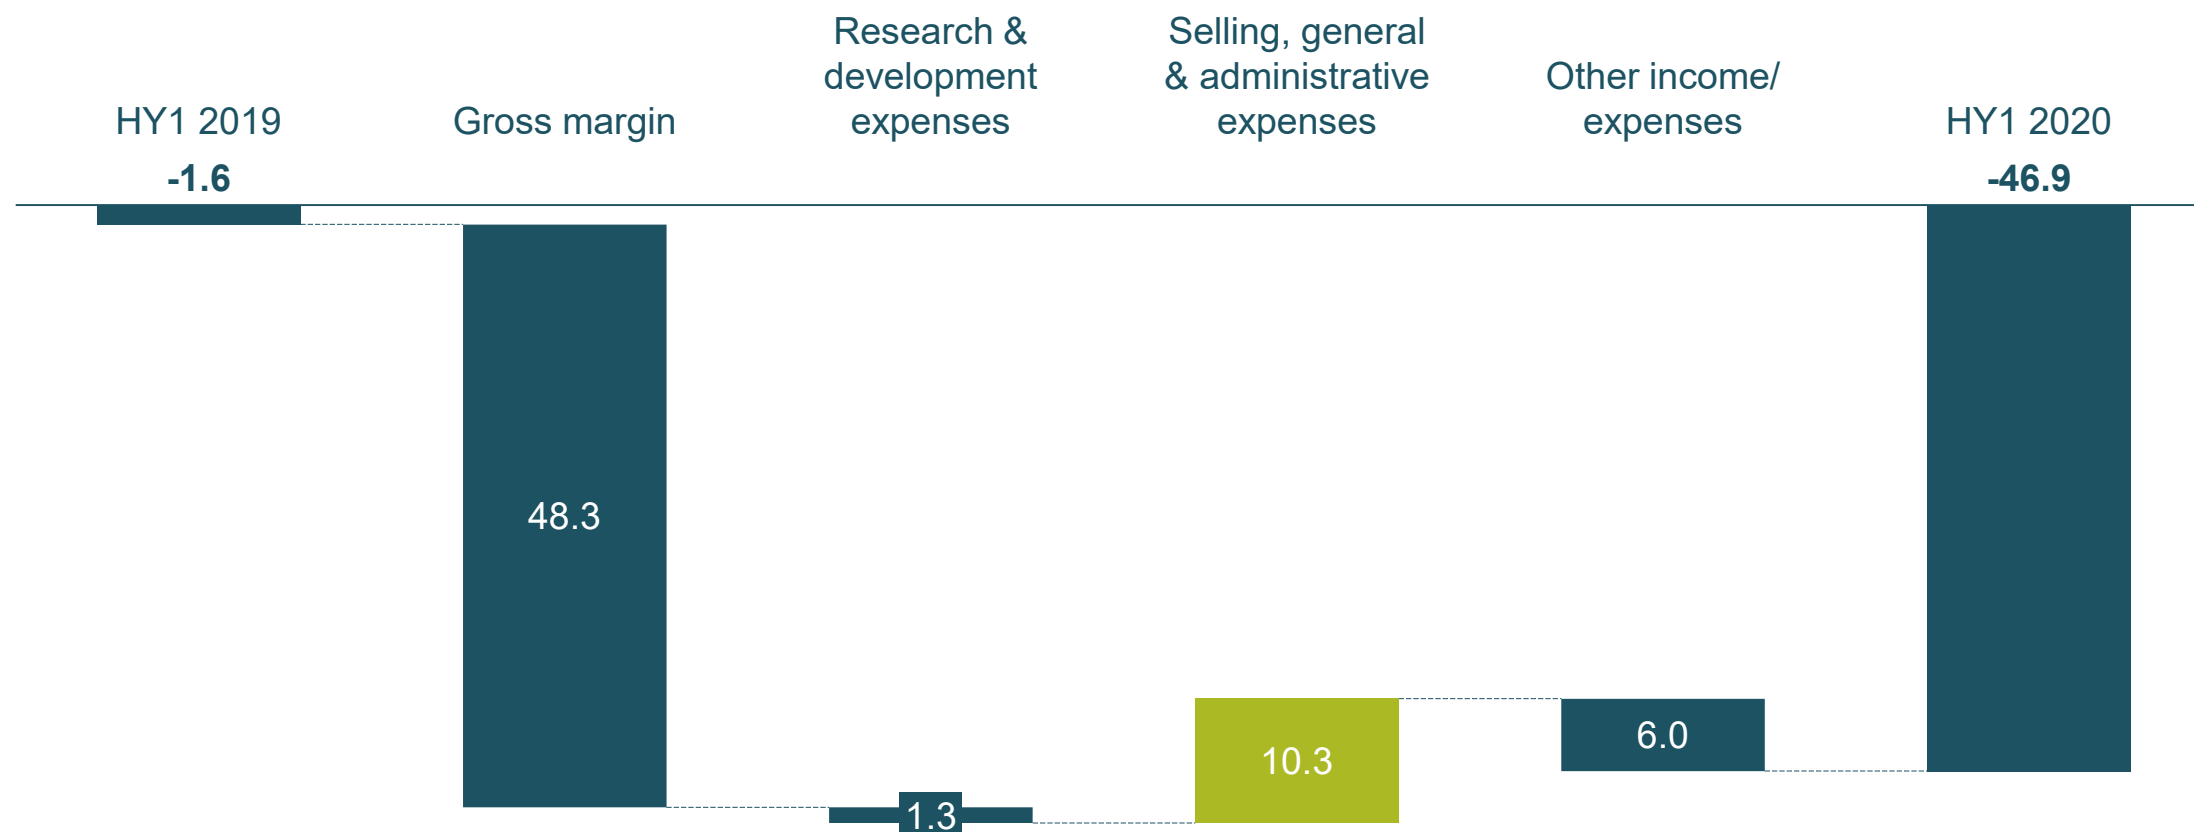 HY1 2019
-1.6
Gross margin
48.3
Research &
development
expenses
1.3
Selling, general
& administrative
expenses
10.3
Other income/
expenses
6.0
HY1 2020
-46.9